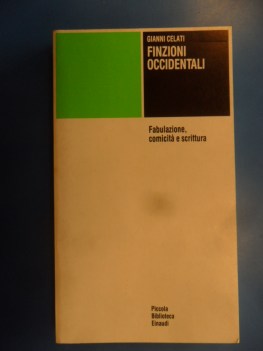 GIANNI CELATI
FINZIONI
OCCIDENTALI
Fabulazione,
comicità e scrittura
Piccola
Biblioteca
Einaudi